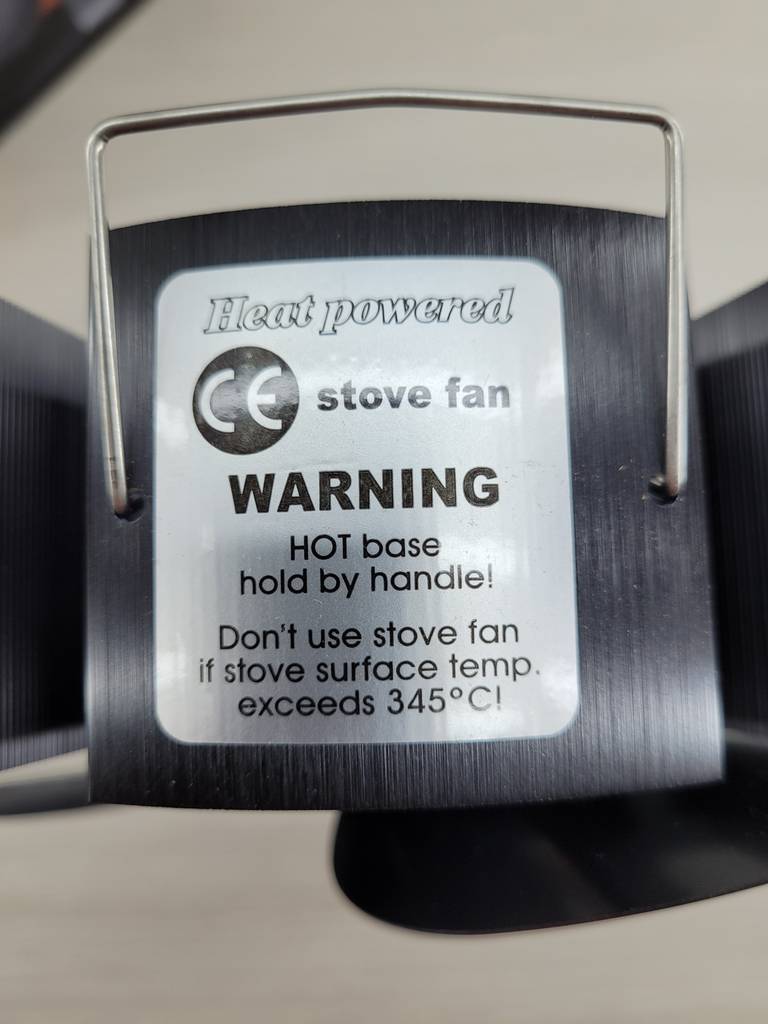 Heat powered
CE stove fan
WARNING
HOT base
hold by handle!
Don't use stove fan
if stove surface temp.
exceeds 345°C!